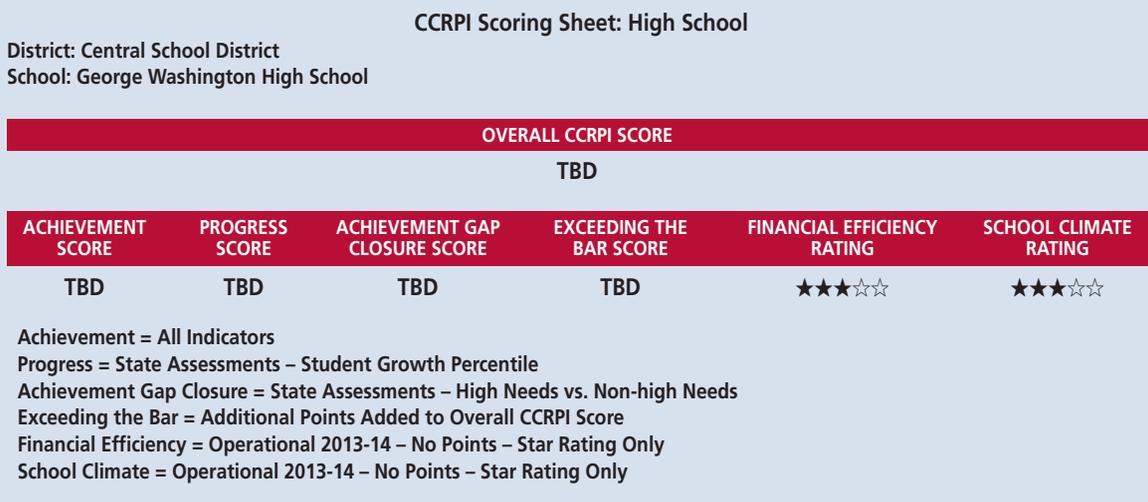 CCRPI Scoring Sheet: High School
District: Central School District
School: George Washington High School
OVERALL CCRPI SCORE
TBD
ACHIEVEMENT SCORE
PROGRESS SCORE
ACHIEVEMENT GAP CLOSURE SCORE
EXCEEDING THE BAR SCORE
FINANCIAL EFFICIENCY RATING
SCHOOL CLIMATE RATING
TBD TBD TBD TBD ★★★☆☆ ★★★☆☆
Achievement = All Indicators
Progress = State Assessments – Student Growth Percentile
Achievement Gap Closure = State Assessments – High Needs vs. Non-high Needs
Exceeding the Bar = Additional Points Added to Overall CCRPI Score
Financial Efficiency = Operational 2013-14 – No Points – Star Rating Only
School Climate = Operational 2013-14 – No Points – Star Rating Only